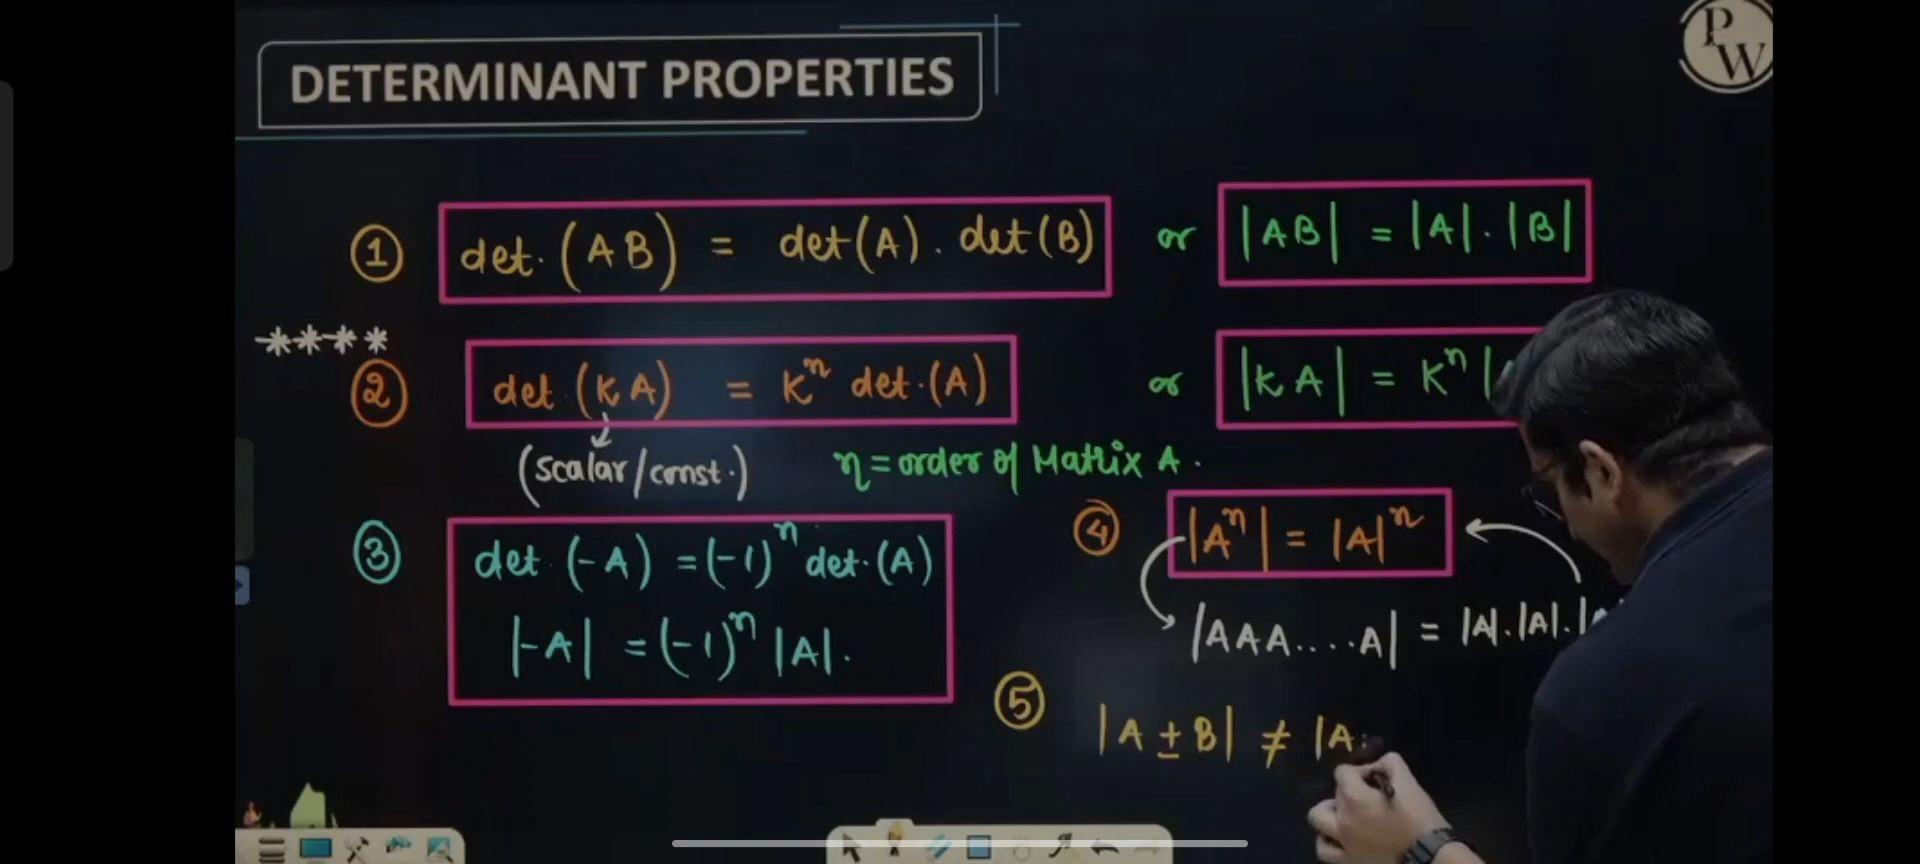 PW
DETERMINANT PROPERTIES
① det. (AB) = det(A) . det(B) or |AB| = |A| . |B|
****
② det. (KA) = Kⁿ det. (A) or |KA| = Kⁿ |
(scalar/const.) n = order of Matrix A.
③ det. (-A) = (-1)ⁿ det. (A)
|-A| = (-1)ⁿ |A|.
④ |Aⁿ| = |A|ⁿ
|AAA....A| = |A|.|A|.|A
⑤ |A ± B| ≠ |A